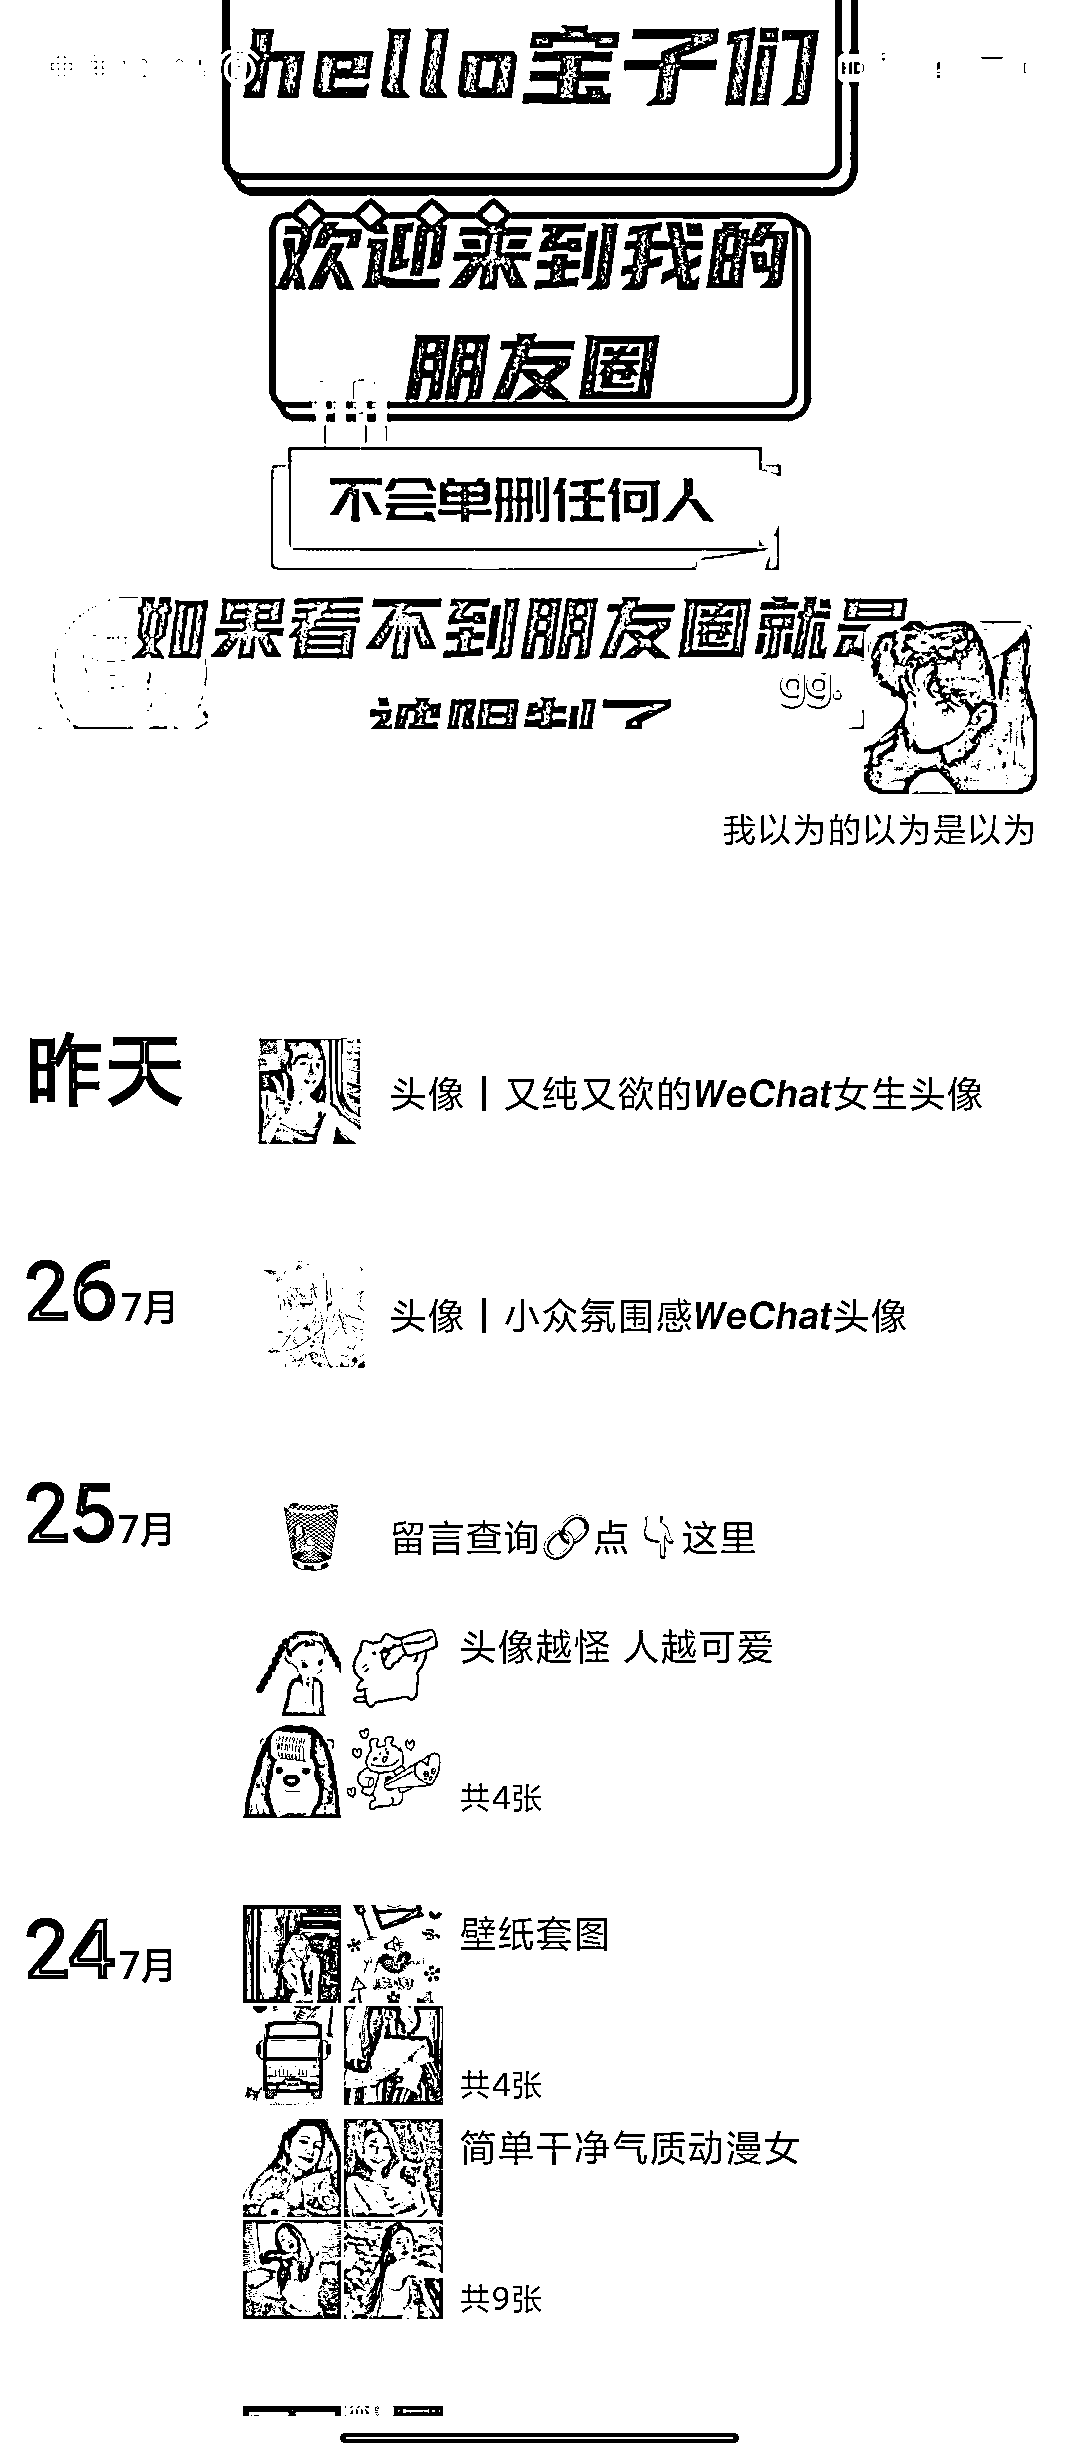 hello宝子们
HD
欢迎来到我的
朋友圈
不会单删任何人
如果看不到朋友圈就是
gg.
我以为的以为是以为
昨天
头像丨又纯又欲的WeChat女生头像
26 7月
头像丨小众氛围感WeChat头像
25 7月
留言查询🔗点👇这里
头像越怪 人越可爱
共4张
24 7月
壁纸套图
共4张
简单干净气质动漫女
共9张